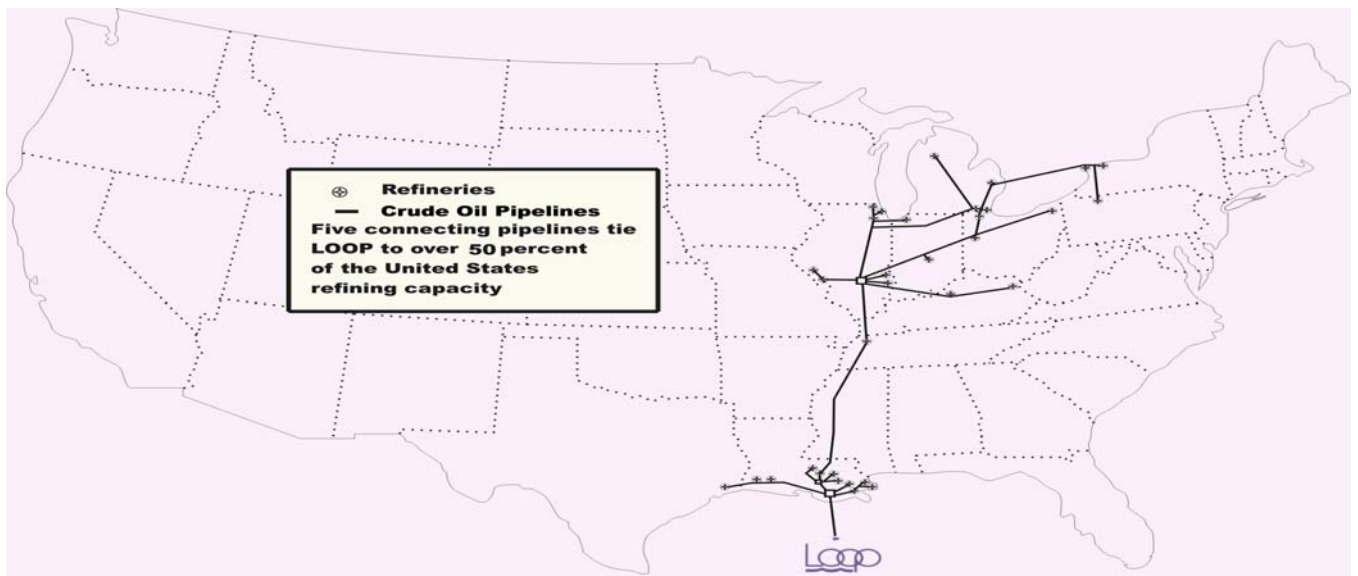 Refineries
Crude Oil Pipelines
Five connecting pipelines tie
LOOP to over 50 percent
of the United States
refining capacity
LOOP